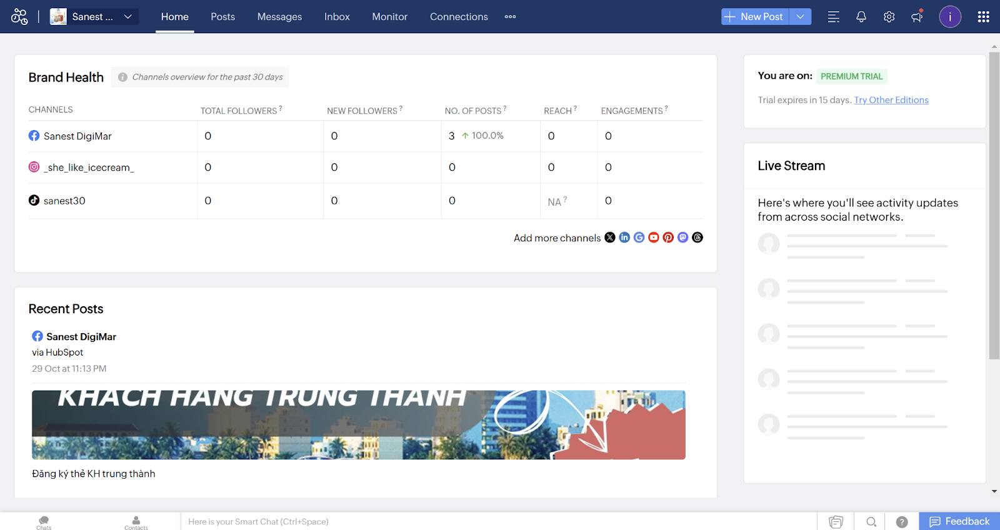 Sanest ...
Home
Posts
Messages
Inbox
Monitor
Connections
New Post
i
Brand Health
Channels overview for the past 30 days
CHANNELS TOTAL FOLLOWERS ? NEW FOLLOWERS ? NO. OF POSTS ? REACH ? ENGAGEMENTS ?
Sanest DigiMar 0 0 3 ↑ 100.0% 0 0
_she_like_icecream_ 0 0 0 0 0
sanest30 0 0 0 NA ? 0
Add more channels
You are on: PREMIUM TRIAL
Trial expires in 15 days. Try Other Editions
Live Stream
Here's where you'll see activity updates
from across social networks.
Recent Posts
Sanest DigiMar
via HubSpot
29 Oct at 11:13 PM
KHÁCH HÀNG TRUNG THÀNH
Đăng ký thẻ KH trung thành
Chats
Contacts
Here is your Smart Chat (Ctrl+Space)
Feedback